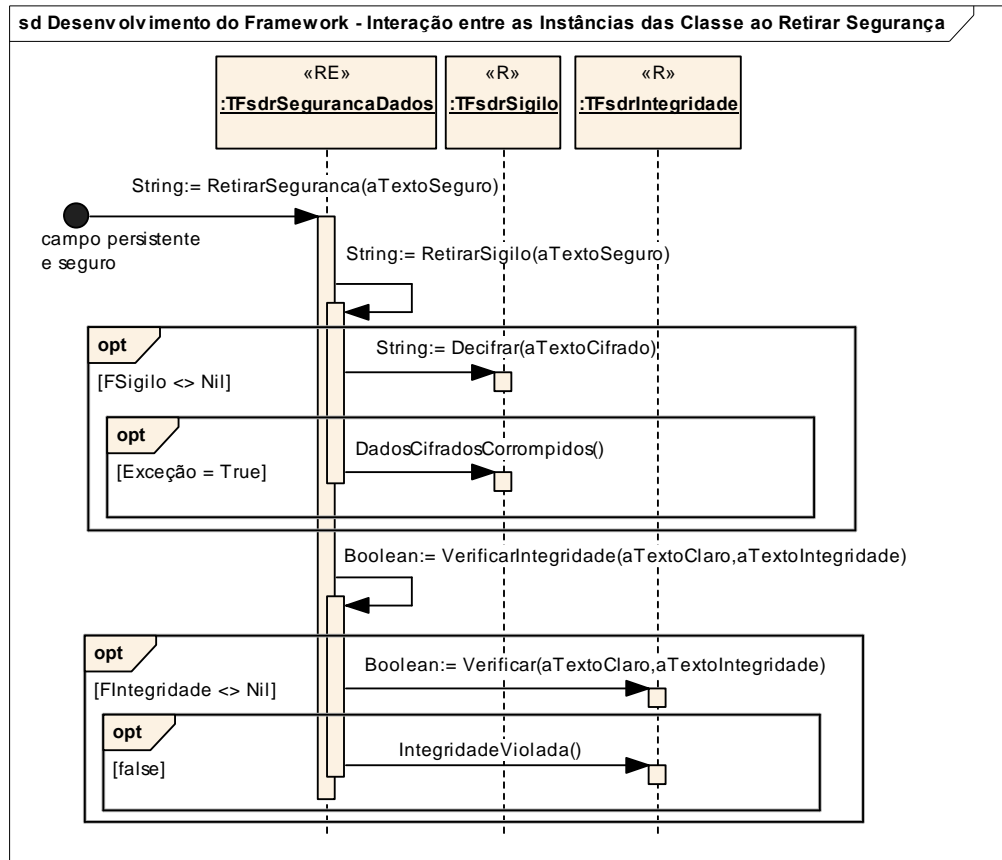 sd Desenvolvimento do Framework - Interação entre as Instâncias das Classe ao Retirar Segurança
«RE»
:TFsdrSegurancaDados
«R»
:TFsdrSigilo
«R»
:TFsdrIntegridade
String:= RetirarSeguranca(aTextoSeguro)
campo persistente
e seguro
String:= RetirarSigilo(aTextoSeguro)
opt
[FSigilo <> Nil]
String:= Decifrar(aTextoCifrado)
opt
[Exceção = True]
DadosCifradosCorrompidos()
Boolean:= VerificarIntegridade(aTextoClaro,aTextoIntegridade)
opt
[FIntegridade <> Nil]
Boolean:= Verificar(aTextoClaro,aTextoIntegridade)
opt
[false]
IntegridadeViolada()